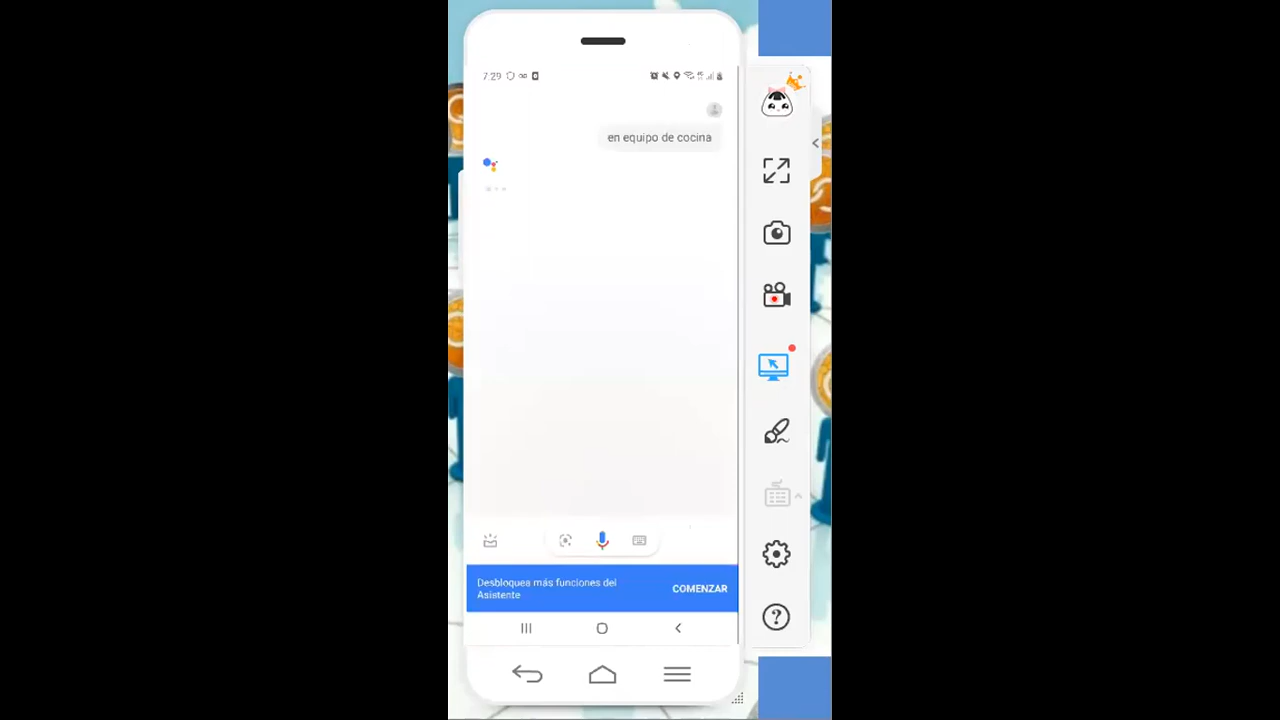 7:29
en equipo de cocina
Desbloquea más funciones del
Asistente
COMENZAR